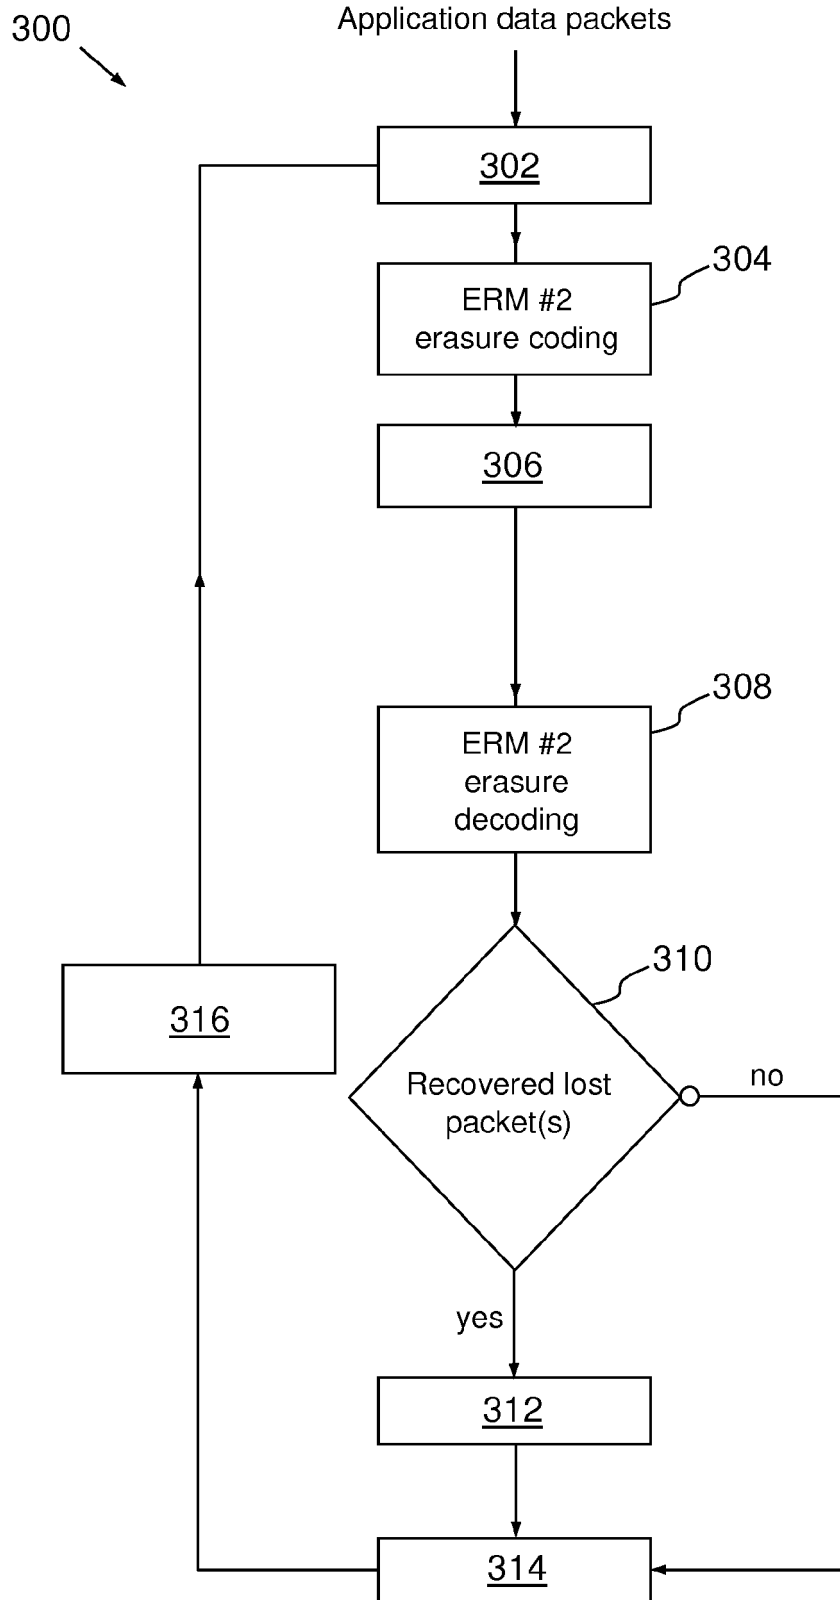 300
Application data packets
302
304
ERM #2
erasure coding
306
308
ERM #2
erasure
decoding
310
316
Recovered lost
packet(s)
no
yes
312
314